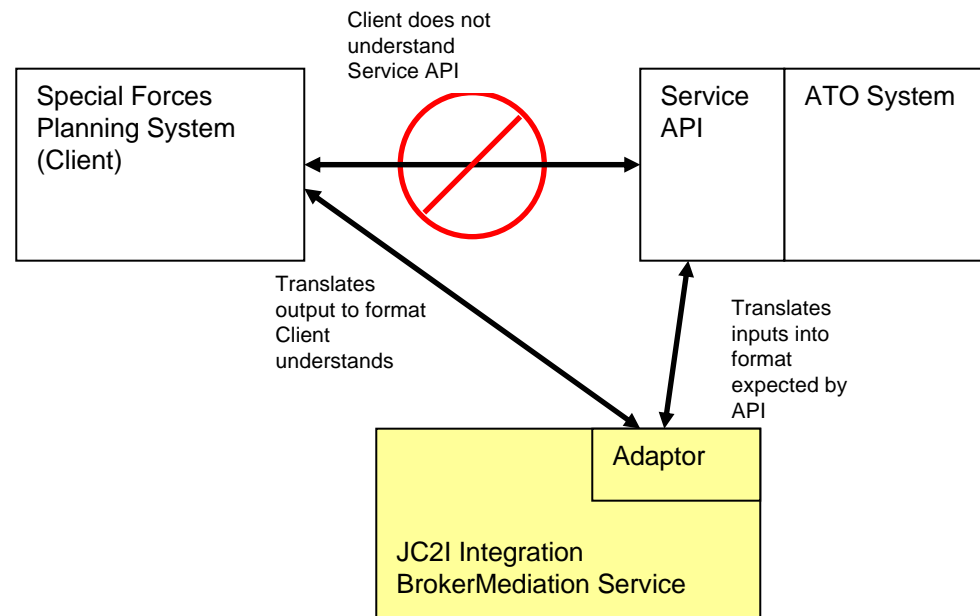 Client does not
understand
Service API
Special Forces
Planning System
(Client)
Service
API
ATO System
Translates
output to format
Client
understands
Translates
inputs into
format
expected by
API
Adaptor
JC2I Integration
BrokerMediation Service